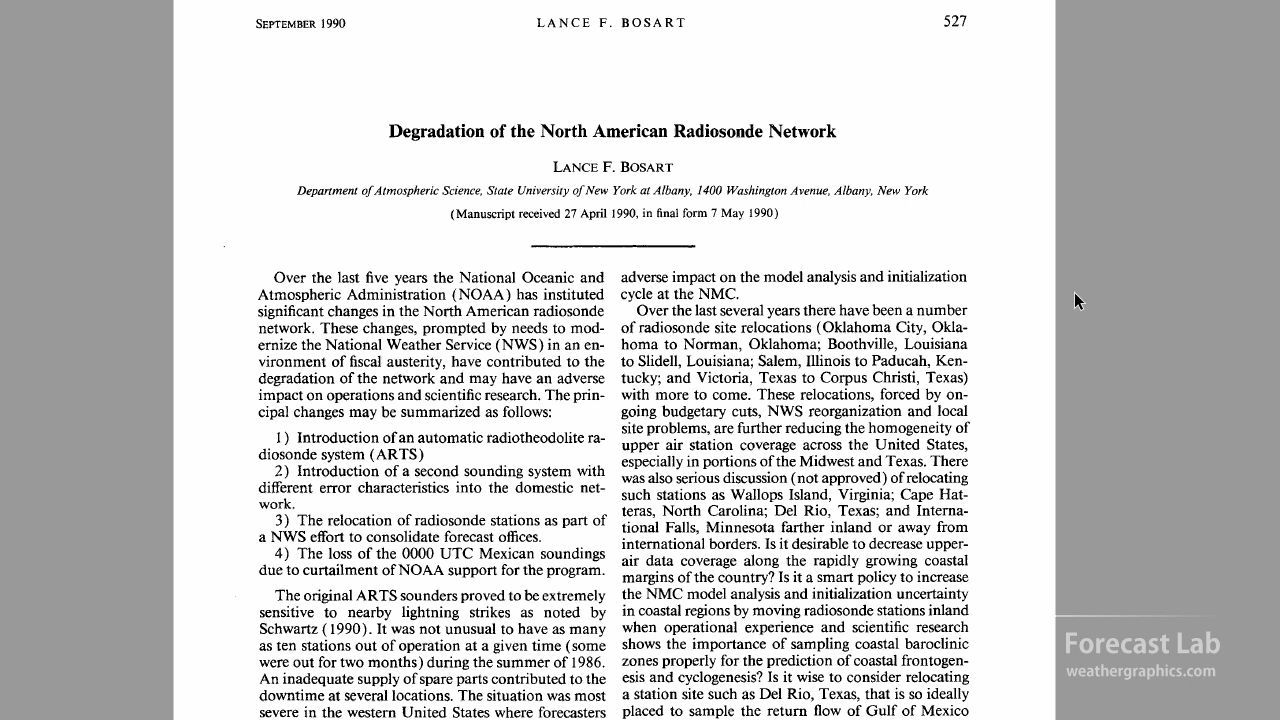 SEPTEMBER 1990
LANCE F. BOSART
527
Degradation of the North American Radiosonde Network
LANCE F. BOSART
Department of Atmospheric Science, State University of New York at Albany, 1400 Washington Avenue, Albany, New York
(Manuscript received 27 April 1990, in final form 7 May 1990)
Over the last five years the National Oceanic and
Atmospheric Administration (NOAA) has instituted
significant changes in the North American radiosonde
network. These changes, prompted by needs to mod-
ernize the National Weather Service (NWS) in an en-
vironment of fiscal austerity, have contributed to the
degradation of the network and may have an adverse
impact on operations and scientific research. The prin-
cipal changes may be summarized as follows:
1) Introduction of an automatic radiotheodolite ra-
diosonde system (ARTS)
2) Introduction of a second sounding system with
different error characteristics into the domestic net-
work.
3) The relocation of radiosonde stations as part of
a NWS effort to consolidate forecast offices.
4) The loss of the 0000 UTC Mexican soundings
due to curtailment of NOAA support for the program.
The original ARTS sounders proved to be extremely
sensitive to nearby lightning strikes as noted by
Schwartz (1990). It was not unusual to have as many
as ten stations out of operation at a given time (some
were out for two months) during the summer of 1986.
An inadequate supply of spare parts contributed to the
downtime at several locations. The situation was most
severe in the western United States where forecasters
adverse impact on the model analysis and initialization
cycle at the NMC.
Over the last several years there have been a number
of radiosonde site relocations (Oklahoma City, Okla-
homa to Norman, Oklahoma; Boothville, Louisiana
to Slidell, Louisiana; Salem, Illinois to Paducah, Ken-
tucky; and Victoria, Texas to Corpus Christi, Texas)
with more to come. These relocations, forced by on-
going budgetary cuts, NWS reorganization and local
site problems, are further reducing the homogeneity of
upper air station coverage across the United States,
especially in portions of the Midwest and Texas. There
was also serious discussion (not approved) of relocating
such stations as Wallops Island, Virginia; Cape Hat-
teras, North Carolina; Del Rio, Texas; and Interna-
tional Falls, Minnesota farther inland or away from
international borders. Is it desirable to decrease upper-
air data coverage along the rapidly growing coastal
margins of the country? Is it a smart policy to increase
the NMC model analysis and initialization uncertainty
in coastal regions by moving radiosonde stations inland
when operational experience and scientific research
shows the importance of sampling coastal baroclinic
zones properly for the prediction of coastal frontogen-
esis and cyclogenesis? Is it wise to consider relocating
a station site such as Del Rio, Texas, that is so ideally
placed to sample the return flow of Gulf of Mexico
Forecast Lab
weathergraphics.com